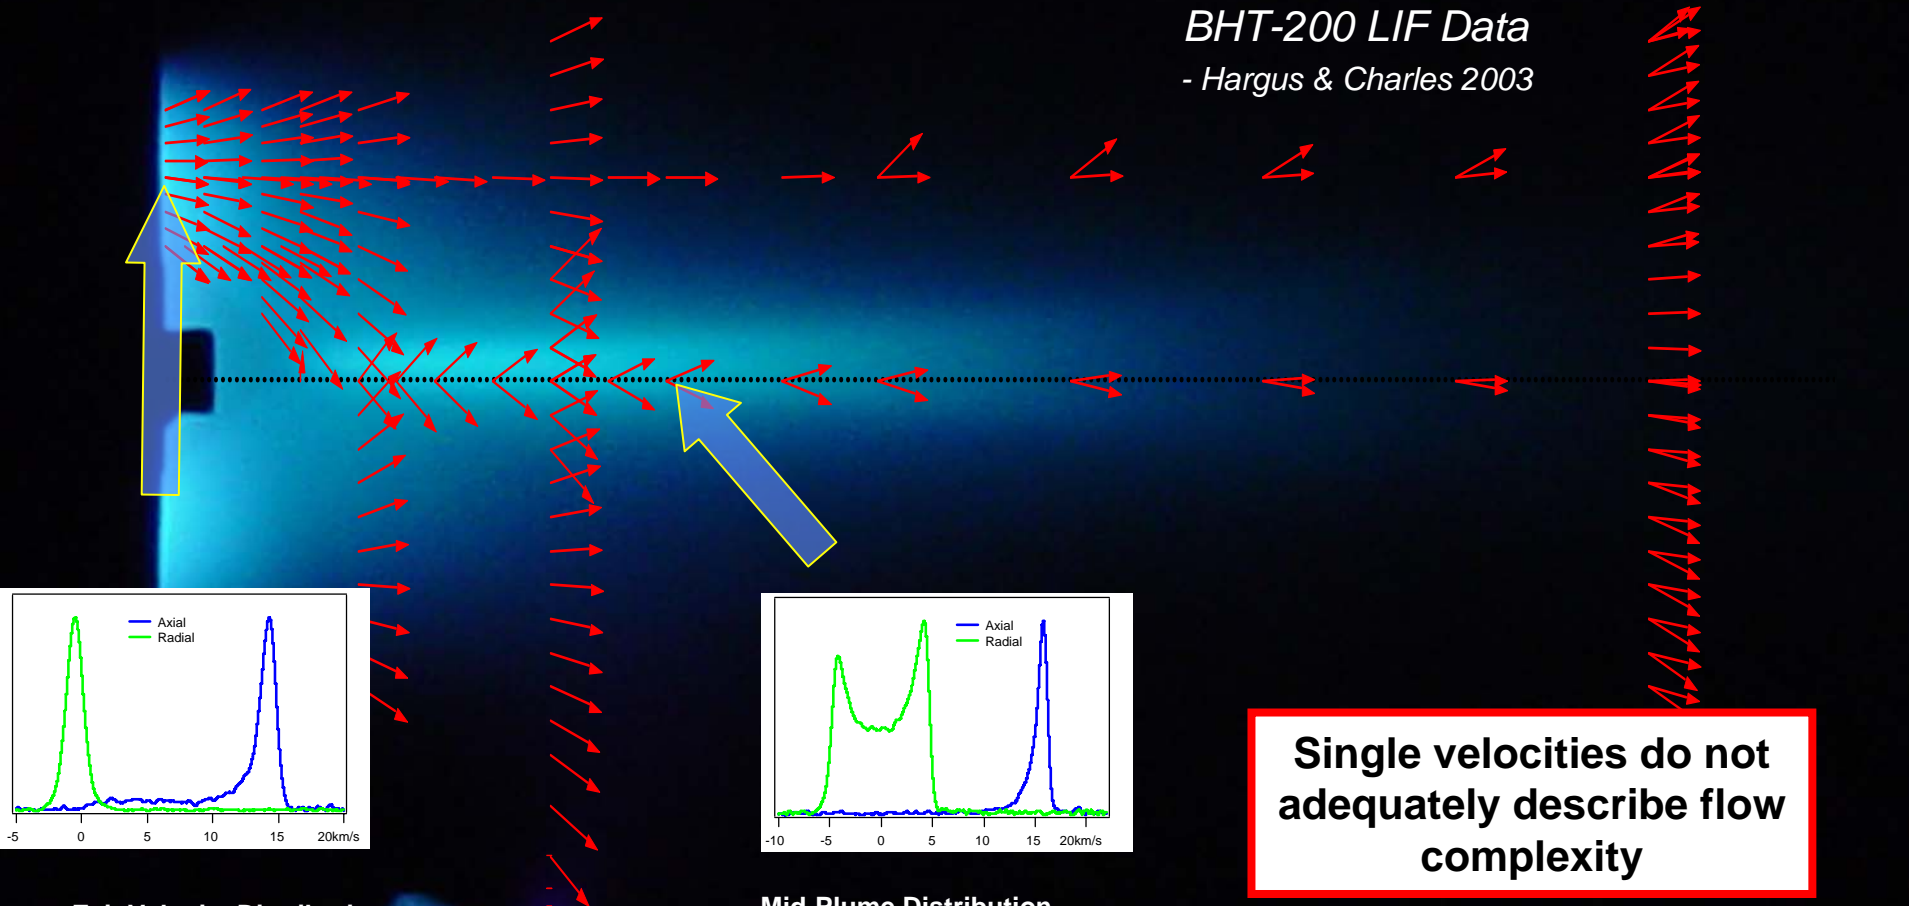 BHT-200 LIF Data
- Hargus & Charles 2003
Axial
Radial
-5 0 5 10 15 20km/s
Axial
Radial
-10 -5 0 5 10 15 20km/s
Single velocities do not
adequately describe flow
complexity
Mid-Plume Distribution